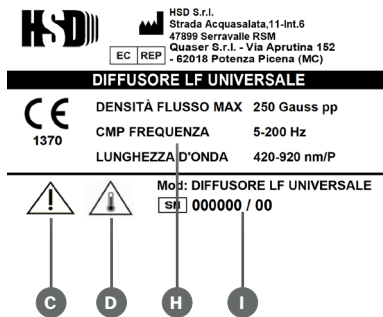 HSD
HSD S.r.l.
Strada Acquasalata,11-Int.6
47899 Serravalle RSM
EC REP Quaser S.r.l. - Via Aprutina 152
- 62018 Potenza Picena (MC)
DIFFUSORE LF UNIVERSALE
CE
1370
DENSITÀ FLUSSO MAX 250 Gauss pp
CMP FREQUENZA 5-200 Hz
LUNGHEZZA D'ONDA 420-920 nm/P
Mod: DIFFUSORE LF UNIVERSALE
SN 000000 / 00
C D H I